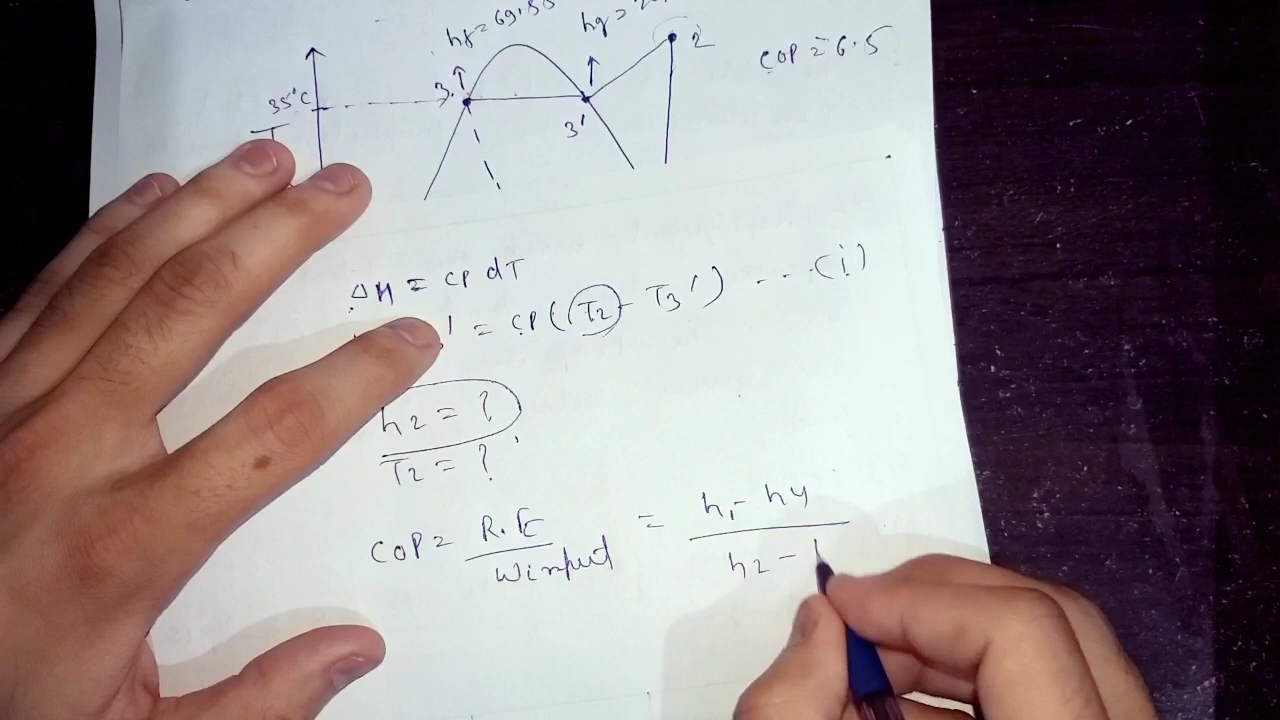 hf = 69.55
hg = 20
2
COP = 6.5
35°C
3
T
3'
ΔH = CP dT
' = CP (T2 - T3') --- (i)
h2 = ?
T2 = ?
COP = R.E / Winput = h1 - h4 / h2 -